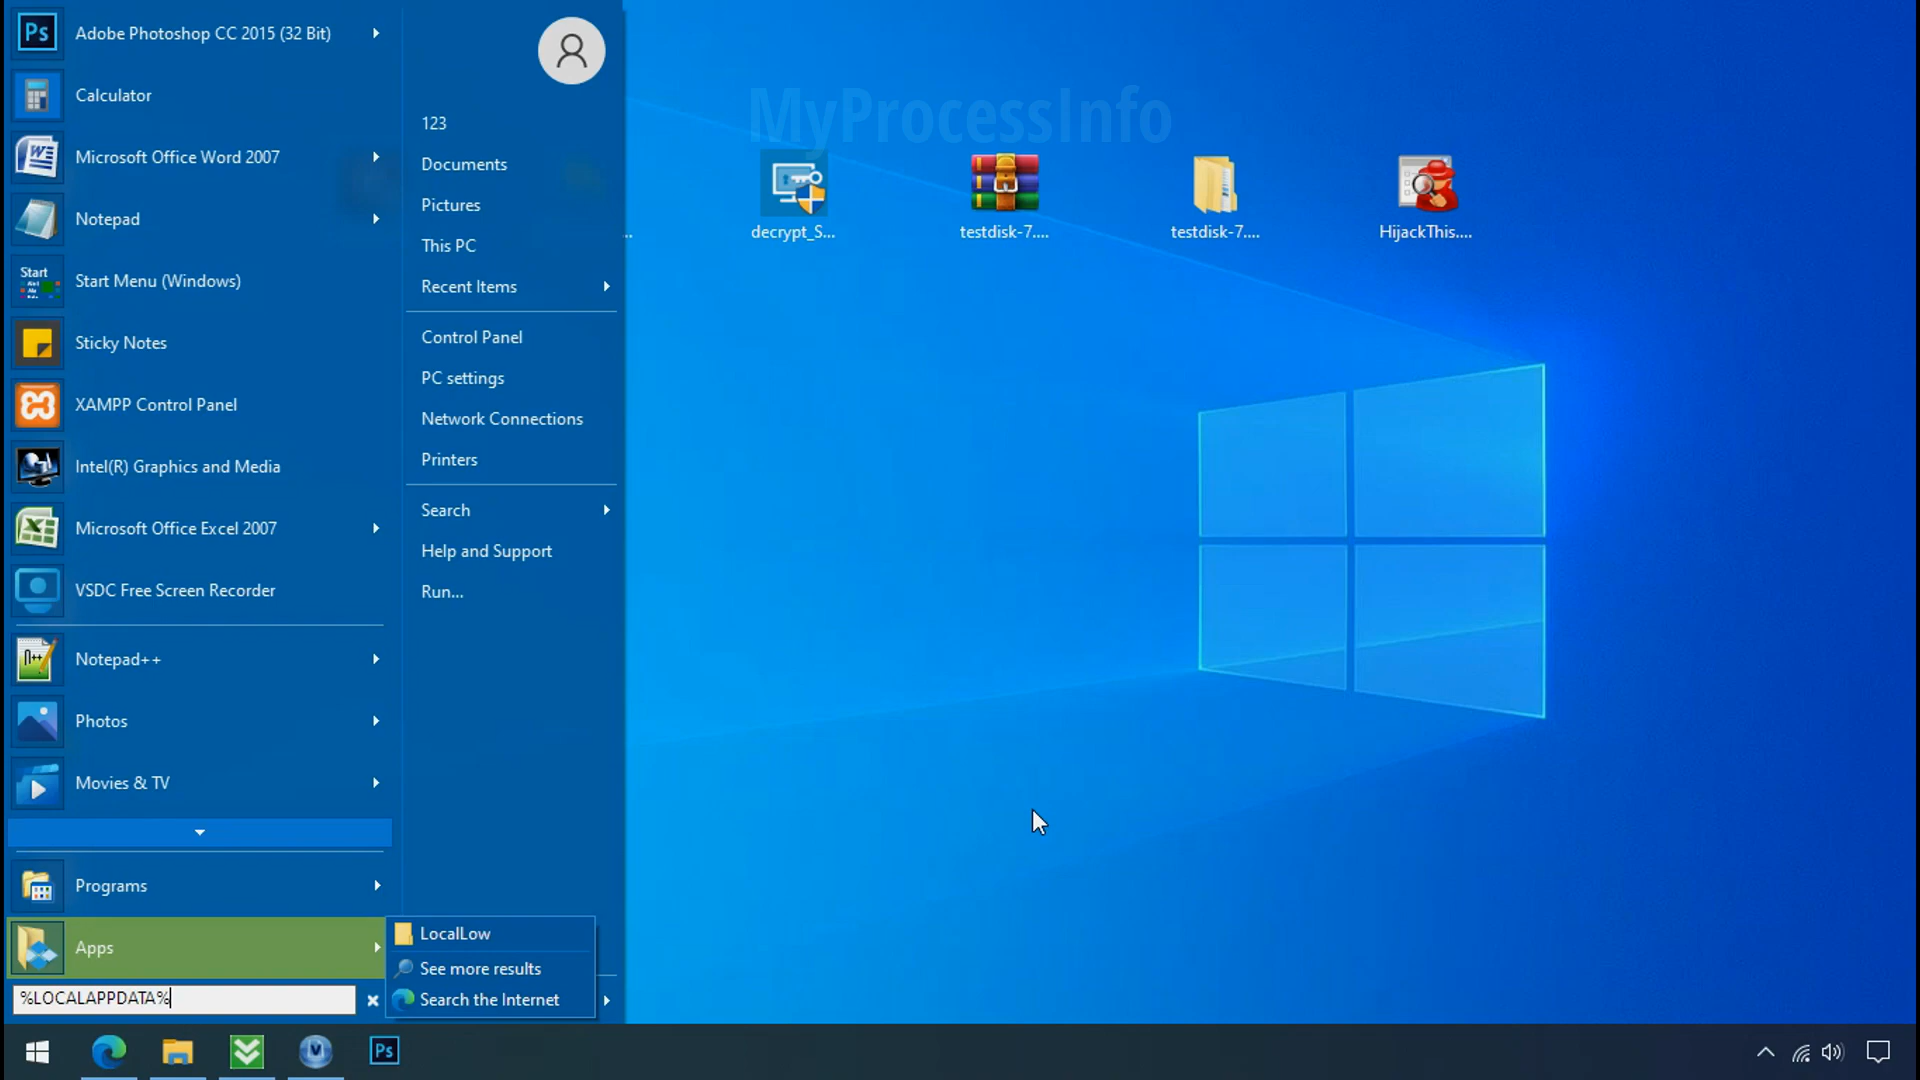 Ps Adobe Photoshop CC 2015 (32 Bit)
Calculator
Microsoft Office Word 2007
Notepad
Start Start Menu (Windows)
Sticky Notes
XAMPP Control Panel
Intel(R) Graphics and Media
Microsoft Office Excel 2007
VSDC Free Screen Recorder
Notepad++
Photos
Movies & TV
Programs
Apps
%LOCALAPPDATA%
123
Documents
Pictures
This PC
Recent Items
Control Panel
PC settings
Network Connections
Printers
Search
Help and Support
Run...
LocalLow
See more results
Search the Internet
MyProcessInfo
...
decrypt_S...
testdisk-7....
testdisk-7....
HijackThis....
Ps